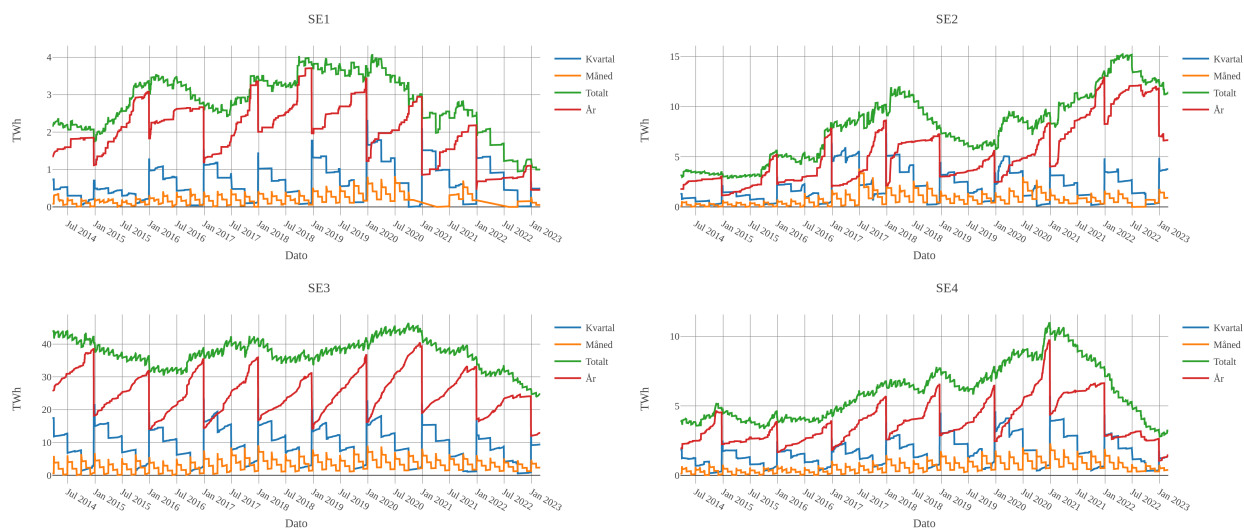 SE1
TWh
4
3
2
1
0
Jul 2014
Jan 2015
Jul 2015
Jan 2016
Jul 2016
Jan 2017
Jul 2017
Jan 2018
Jul 2018
Jan 2019
Jul 2019
Jan 2020
Jul 2020
Jan 2021
Jul 2021
Jan 2022
Jul 2022
Jan 2023
Dato
Kvartal
Måned
Totalt
År
SE2
TWh
15
10
5
0
Jul 2014
Jan 2015
Jul 2015
Jan 2016
Jul 2016
Jan 2017
Jul 2017
Jan 2018
Jul 2018
Jan 2019
Jul 2019
Jan 2020
Jul 2020
Jan 2021
Jul 2021
Jan 2022
Jul 2022
Jan 2023
Dato
Kvartal
Måned
Totalt
År
SE3
TWh
40
30
20
10
0
Jul 2014
Jan 2015
Jul 2015
Jan 2016
Jul 2016
Jan 2017
Jul 2017
Jan 2018
Jul 2018
Jan 2019
Jul 2019
Jan 2020
Jul 2020
Jan 2021
Jul 2021
Jan 2022
Jul 2022
Jan 2023
Dato
Kvartal
Måned
Totalt
År
SE4
TWh
10
5
0
Jul 2014
Jan 2015
Jul 2015
Jan 2016
Jul 2016
Jan 2017
Jul 2017
Jan 2018
Jul 2018
Jan 2019
Jul 2019
Jan 2020
Jul 2020
Jan 2021
Jul 2021
Jan 2022
Jul 2022
Jan 2023
Dato
Kvartal
Måned
Totalt
År